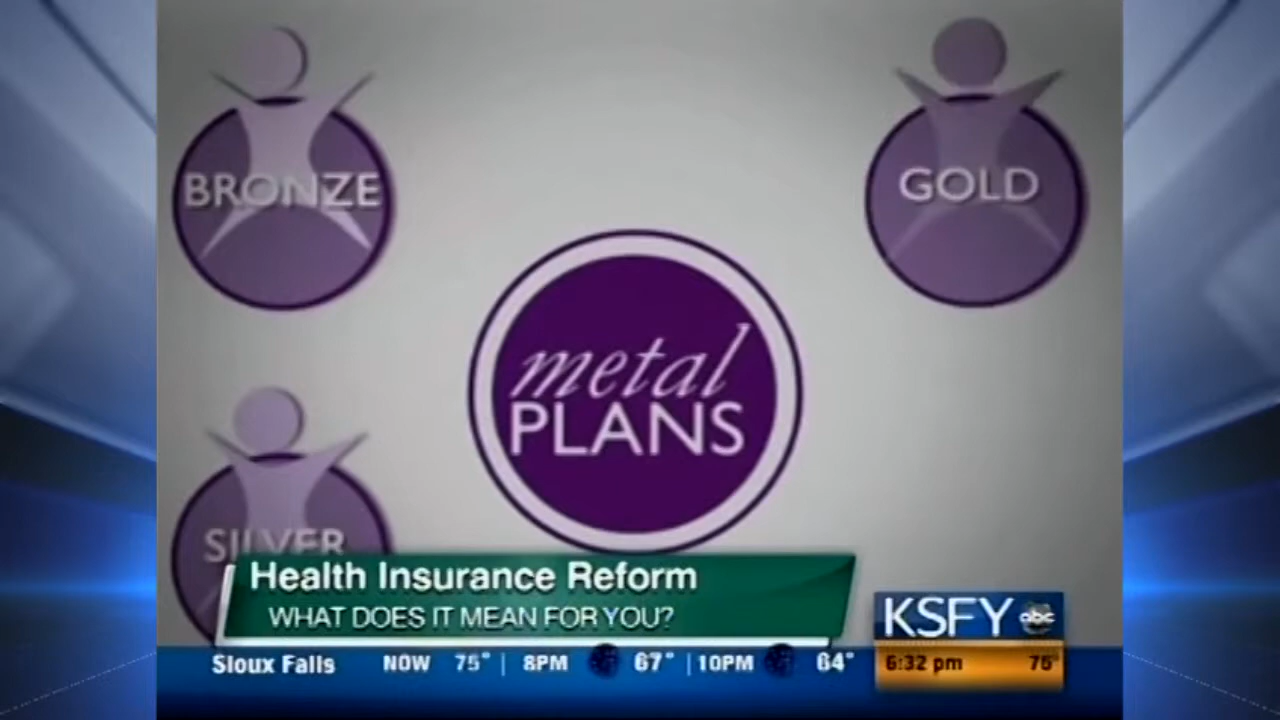 BRONZE
GOLD
metal
PLANS
SILVER
Health Insurance Reform
WHAT DOES IT MEAN FOR YOU?
KSFY abc
Sioux Falls NOW 75° | 8PM 67° | 10PM 64°
6:32 pm 75°